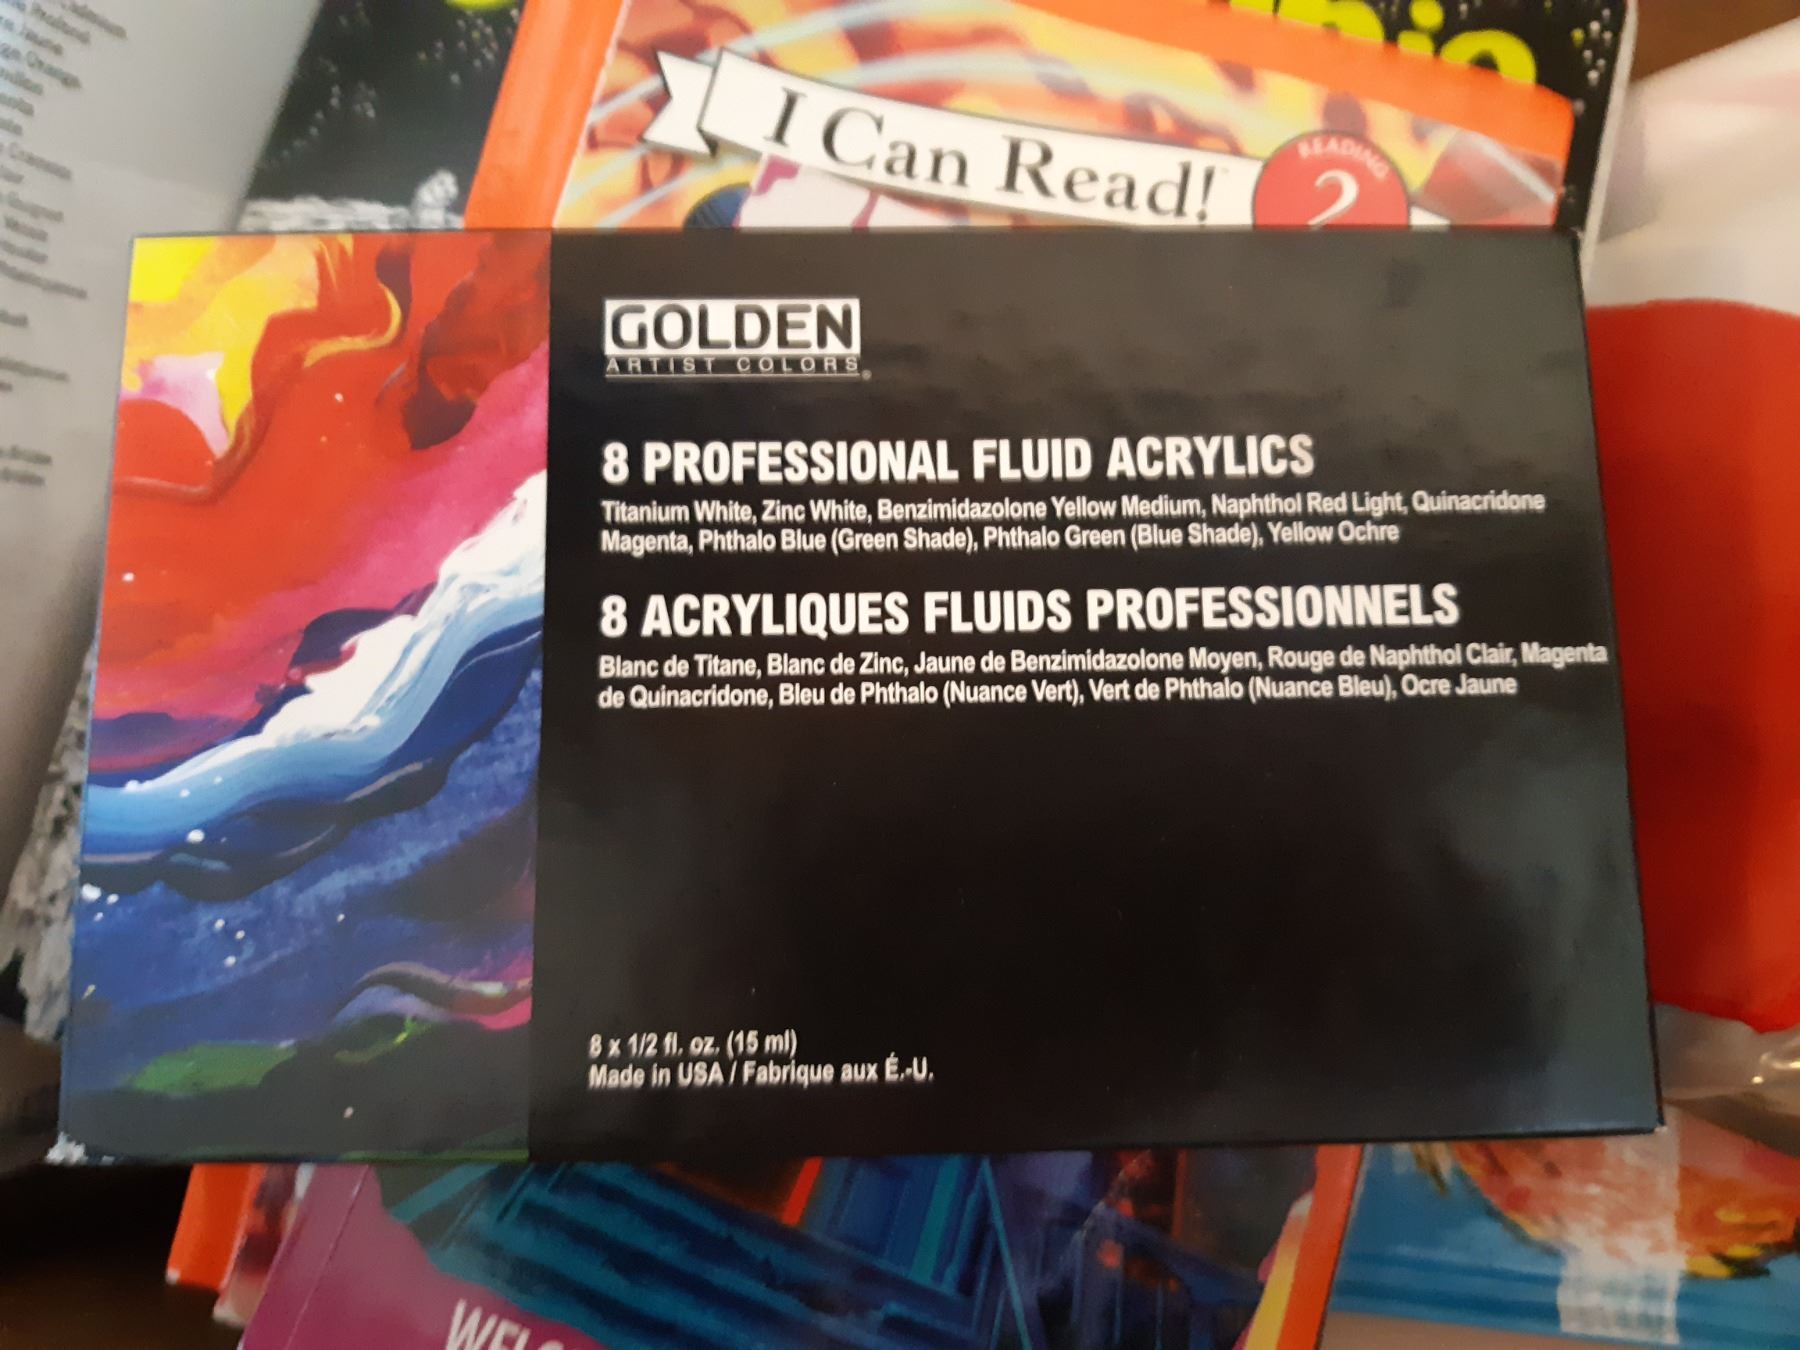 I Can Read!
READING
2
GOLDEN
ARTIST COLORS®
8 PROFESSIONAL FLUID ACRYLICS
Titanium White, Zinc White, Benzimidazolone Yellow Medium, Naphthol Red Light, Quinacridone
Magenta, Phthalo Blue (Green Shade), Phthalo Green (Blue Shade), Yellow Ochre
8 ACRYLIQUES FLUIDS PROFESSIONNELS
Blanc de Titane, Blanc de Zinc, Jaune de Benzimidazolone Moyen, Rouge de Naphthol Clair, Magenta
de Quinacridone, Bleu de Phthalo (Nuance Vert), Vert de Phthalo (Nuance Bleu), Ocre Jaune
8 x 1/2 fl. oz. (15 ml)
Made in USA / Fabrique aux É.-U.